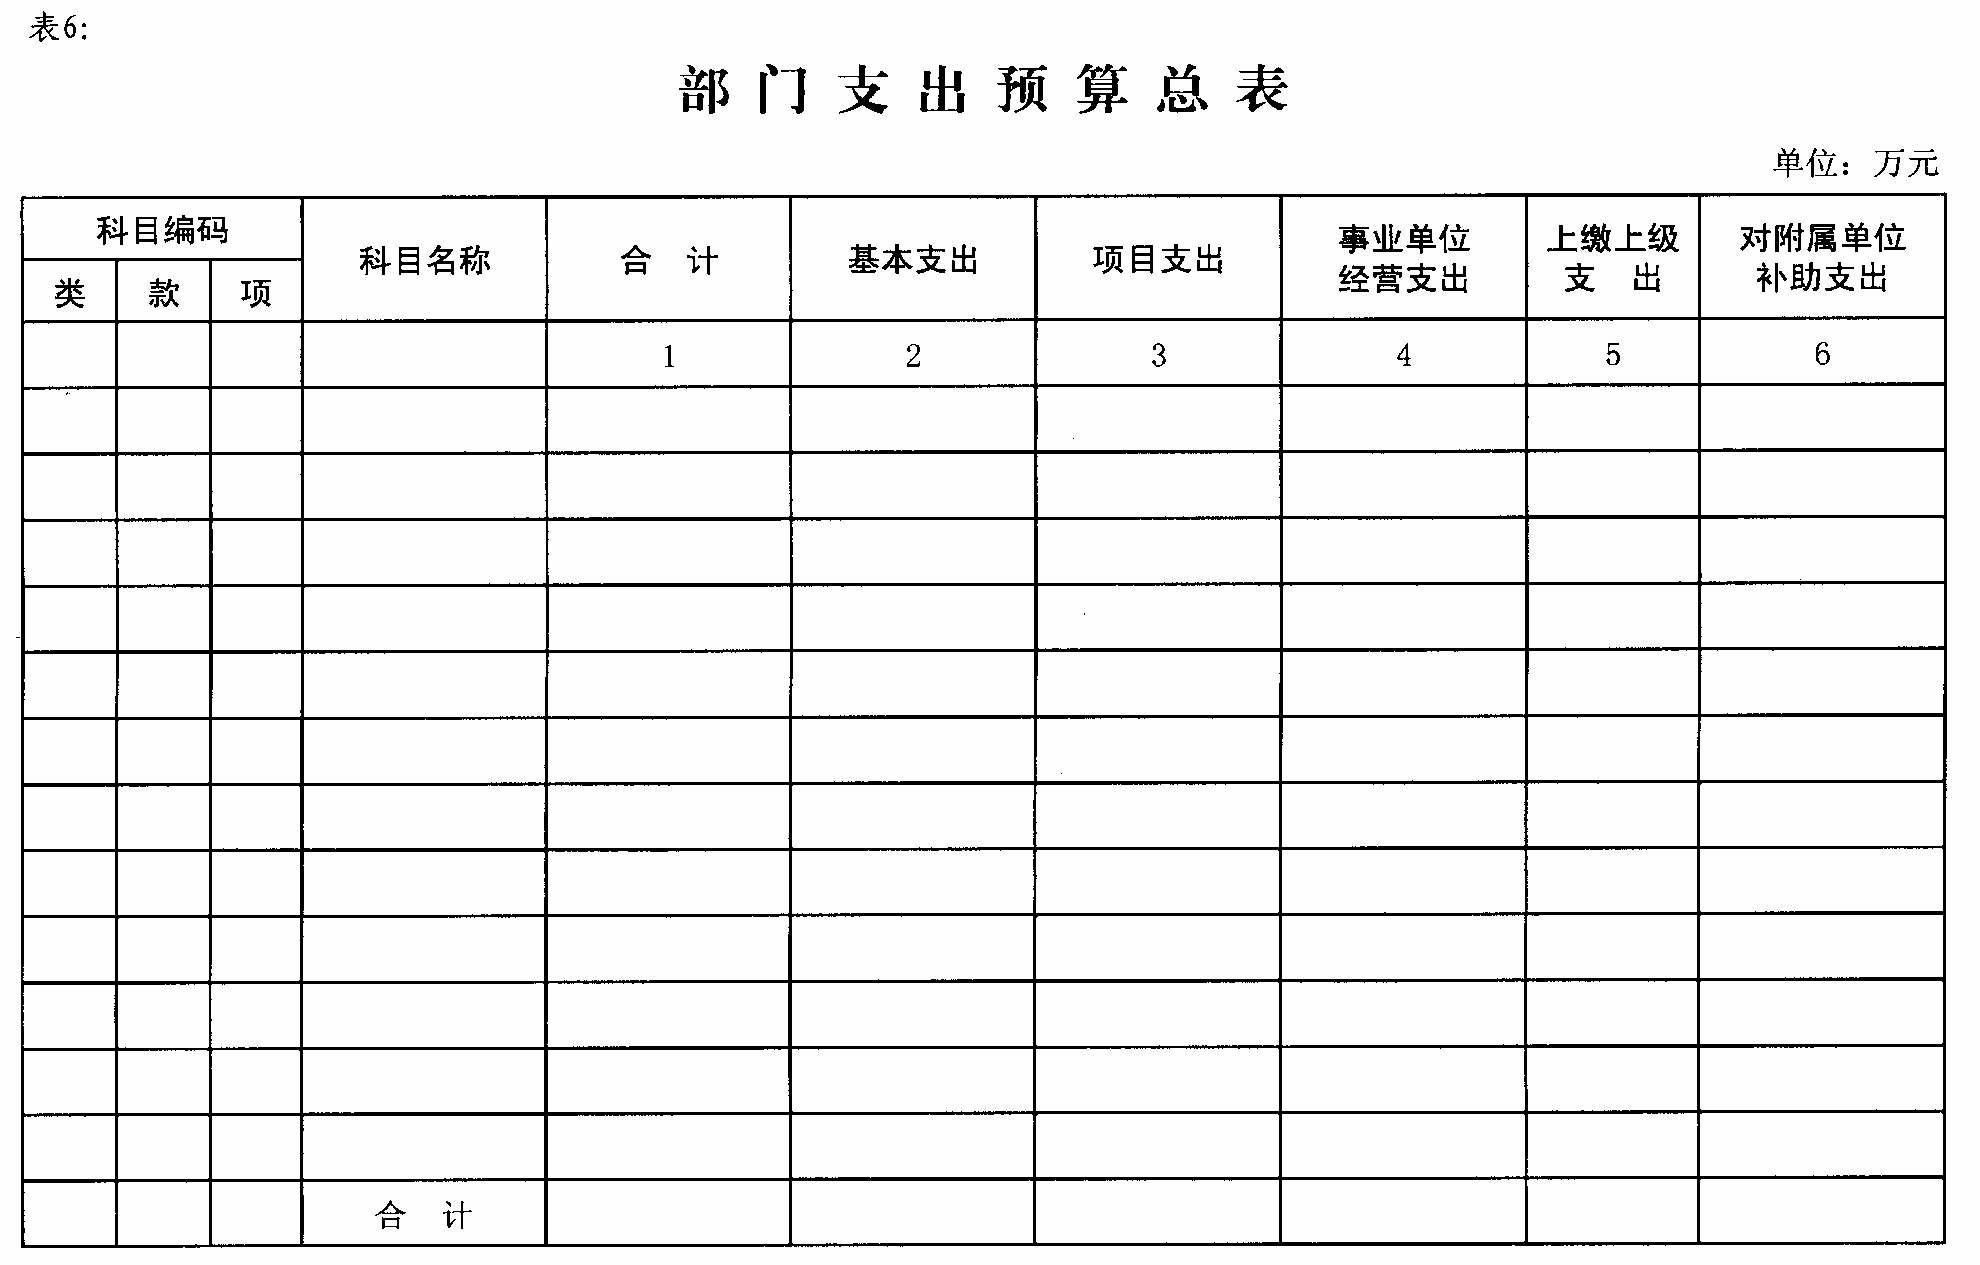 表6:
部门支出预算总表
单位：万元
科目编码 科目名称 合 计 基本支出 项目支出 事业单位 经营支出 上缴上级 支 出 对附属单位 补助支出
类 款 项
1 2 3 4 5 6
合 计